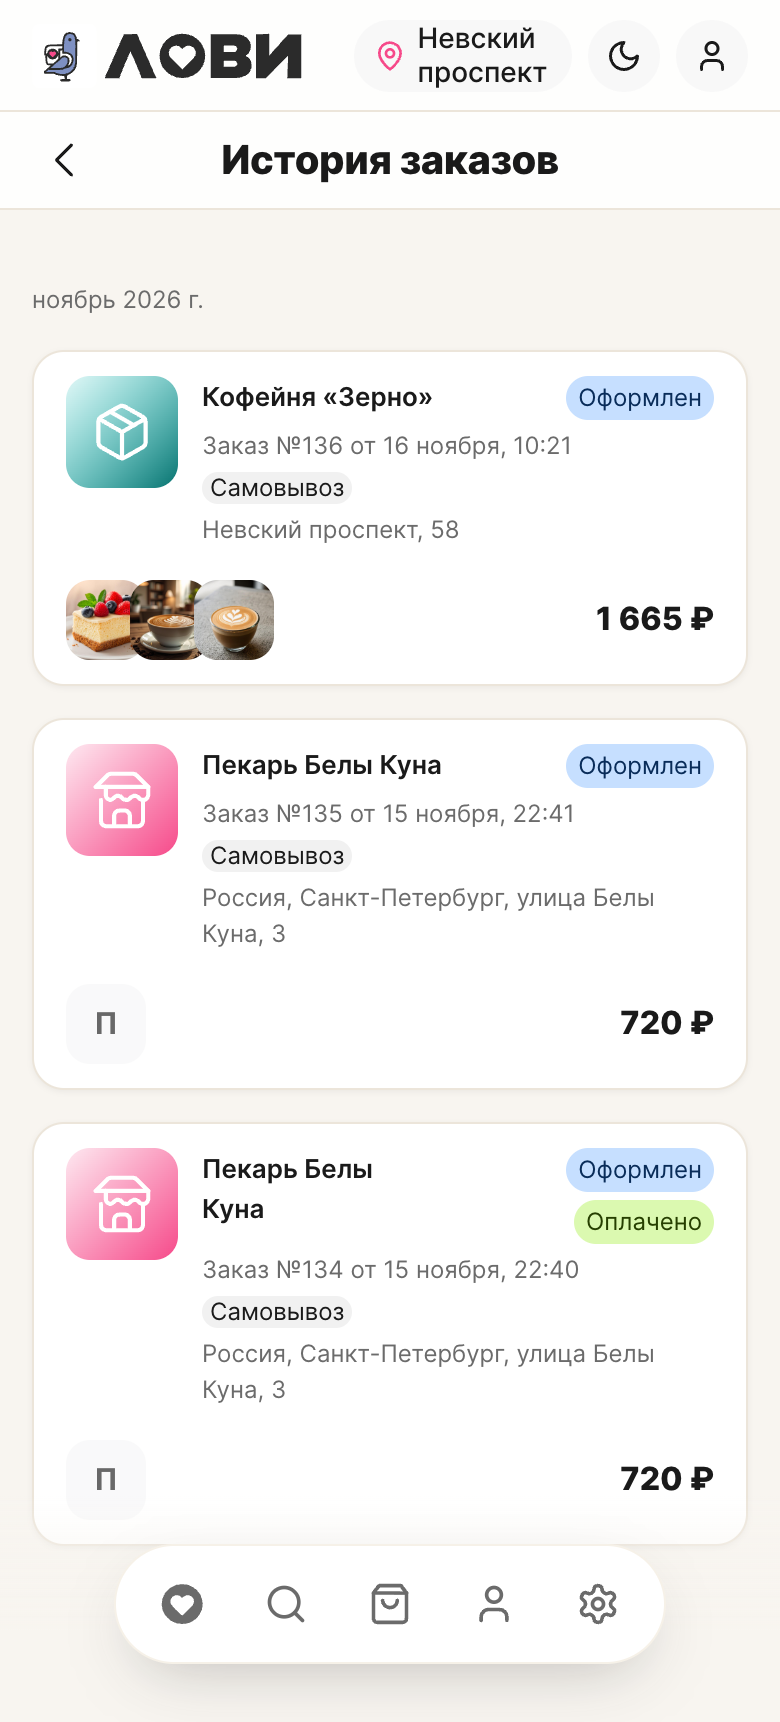 ЛОВИ
Невский
проспект
История заказов
ноябрь 2026 г.
Кофейня «Зерно»
Оформлен
Заказ №136 от 16 ноября, 10:21
Самовывоз
Невский проспект, 58
1 665 ₽
Пекарь Белы Куна
Оформлен
Заказ №135 от 15 ноября, 22:41
Самовывоз
Россия, Санкт-Петербург, улица Белы
Куна, 3
П
720 ₽
Пекарь Белы
Куна
Оформлен
Оплачено
Заказ №134 от 15 ноября, 22:40
Самовывоз
Россия, Санкт-Петербург, улица Белы
Куна, 3
П
720 ₽